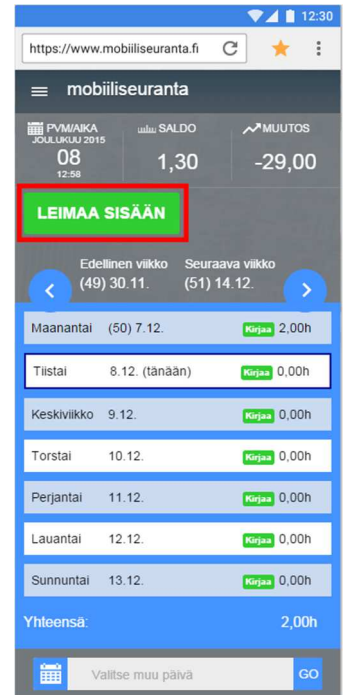 12:30
https://www.mobiiliseuranta.fi
mobiiliseuranta
PVM/AIKA SALDO MUUTOS
JOULUKUU 2015
08 1,30 -29,00
12:58
LEIMAA SISÄÄN
Edellinen viikko Seuraava viikko
(49) 30.11. (51) 14.12.
Maanantai (50) 7.12. Kirjaa 2,00h
Tiistai 8.12. (tänään) Kirjaa 0,00h
Keskiviikko 9.12. Kirjaa 0,00h
Torstai 10.12. Kirjaa 0,00h
Perjantai 11.12. Kirjaa 0,00h
Lauantai 12.12. Kirjaa 0,00h
Sunnuntai 13.12. Kirjaa 0,00h
Yhteensä: 2,00h
Valitse muu päivä GO